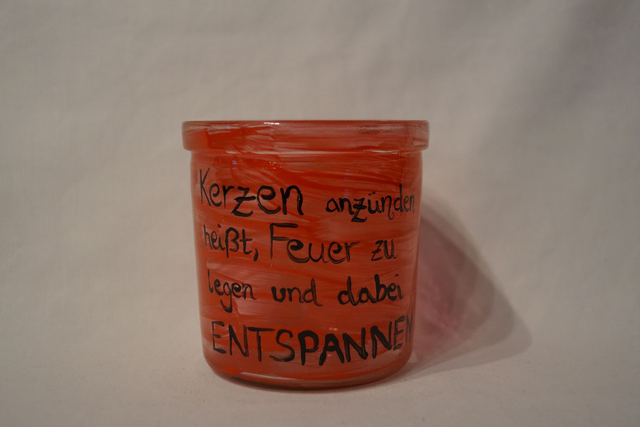 Kerzen anzünden
heißt, Feuer zu
legen und dabei
ENTSPANNEN